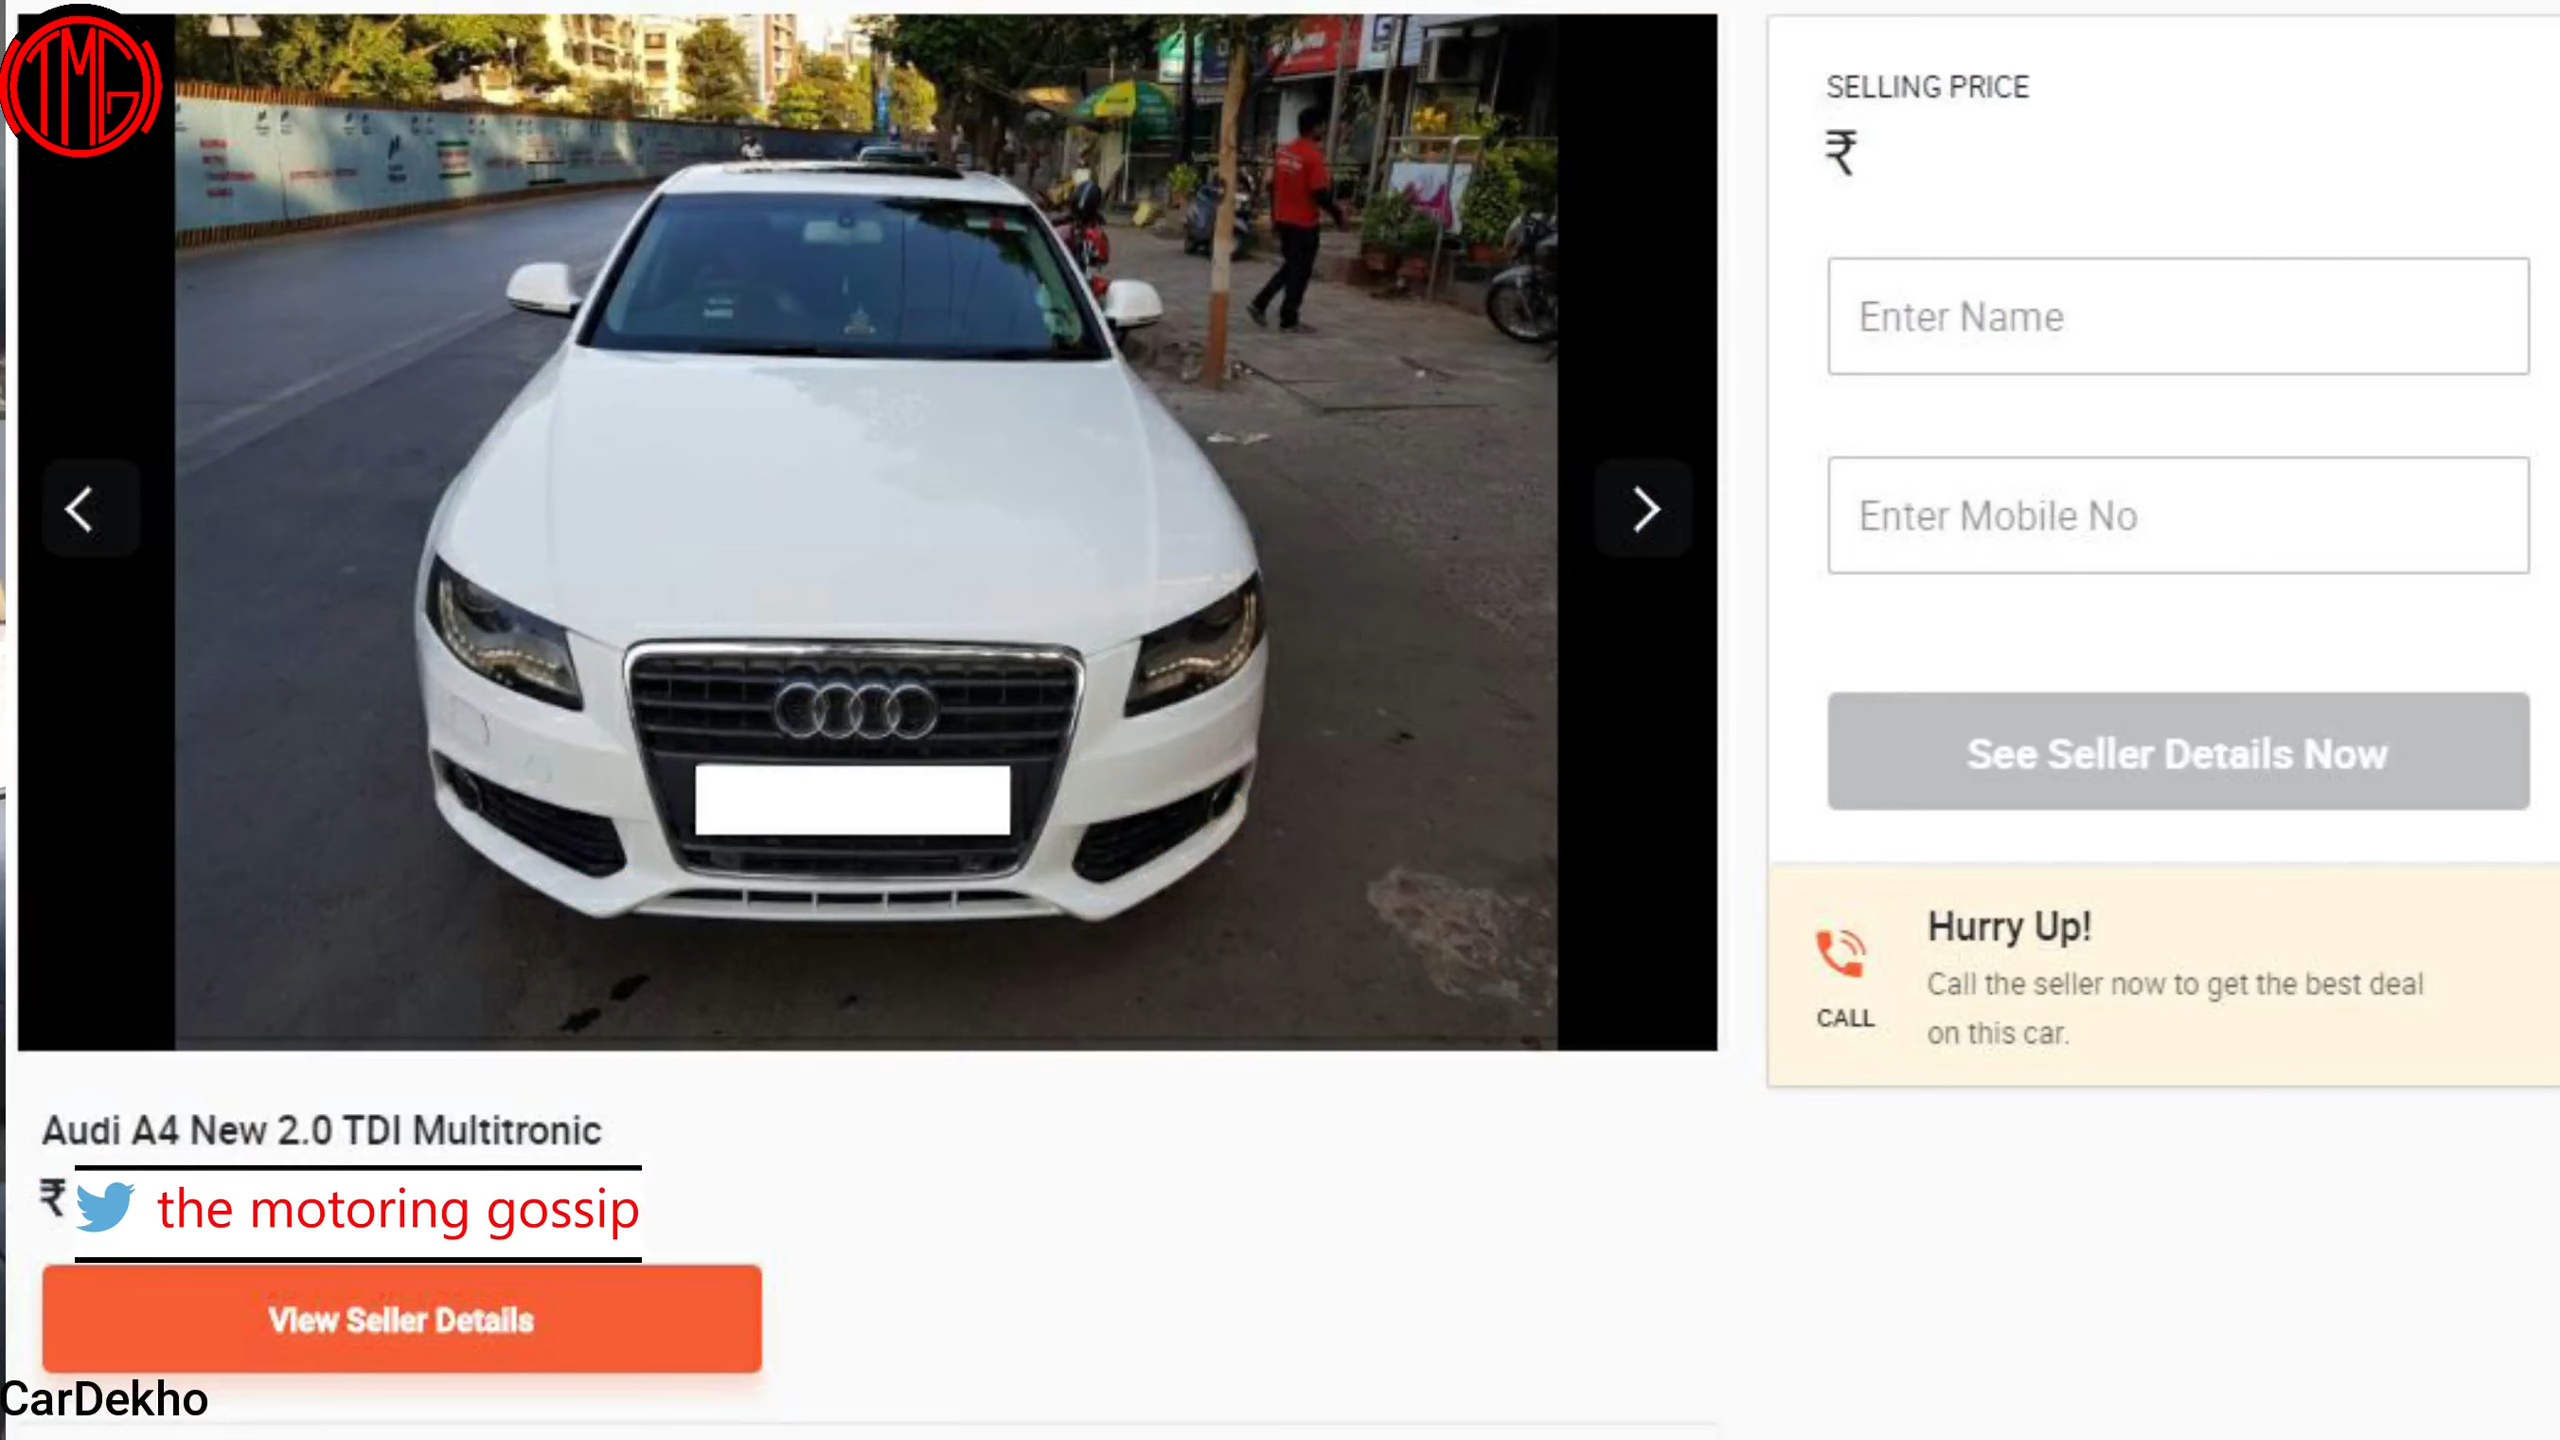 TMG
SELLING PRICE
₹
Enter Name
Enter Mobile No
See Seller Details Now
Hurry Up!
Call the seller now to get the best deal
on this car.
CALL
Audi A4 New 2.0 TDI Multitronic
₹ the motoring gossip
View Seller Details
CarDekho